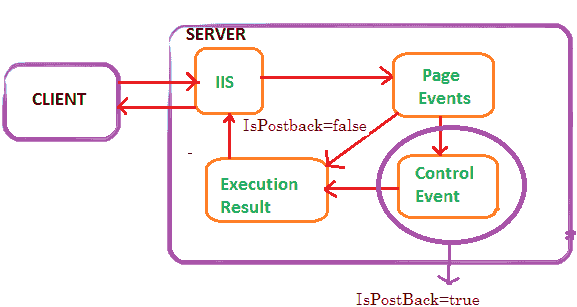 SERVER
CLIENT
IIS
Page
Events
IsPostback=false
Execution
Result
Control
Event
IsPostBack=true